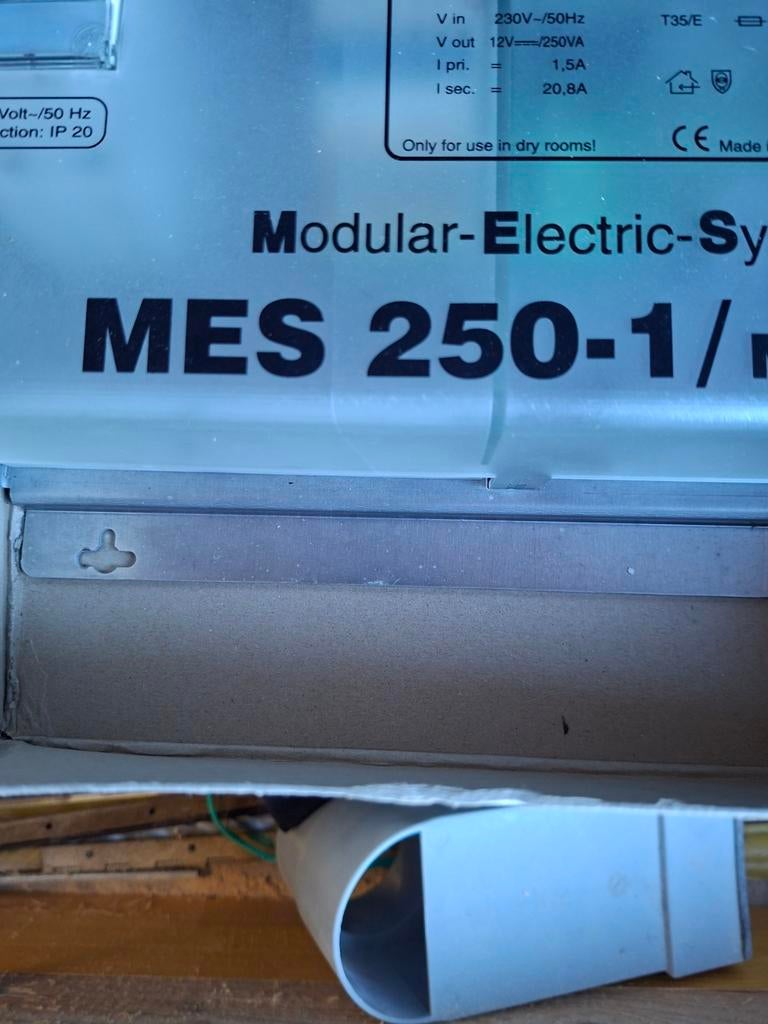 V in 230V~/50Hz T35/E
V out 12V⎓/250VA
I pri. = 1,5A
I sec. = 20,8A
Only for use in dry rooms! CE Made
Volt~/50 Hz
ction: IP 20
Modular-Electric-Sy
MES 250-1/